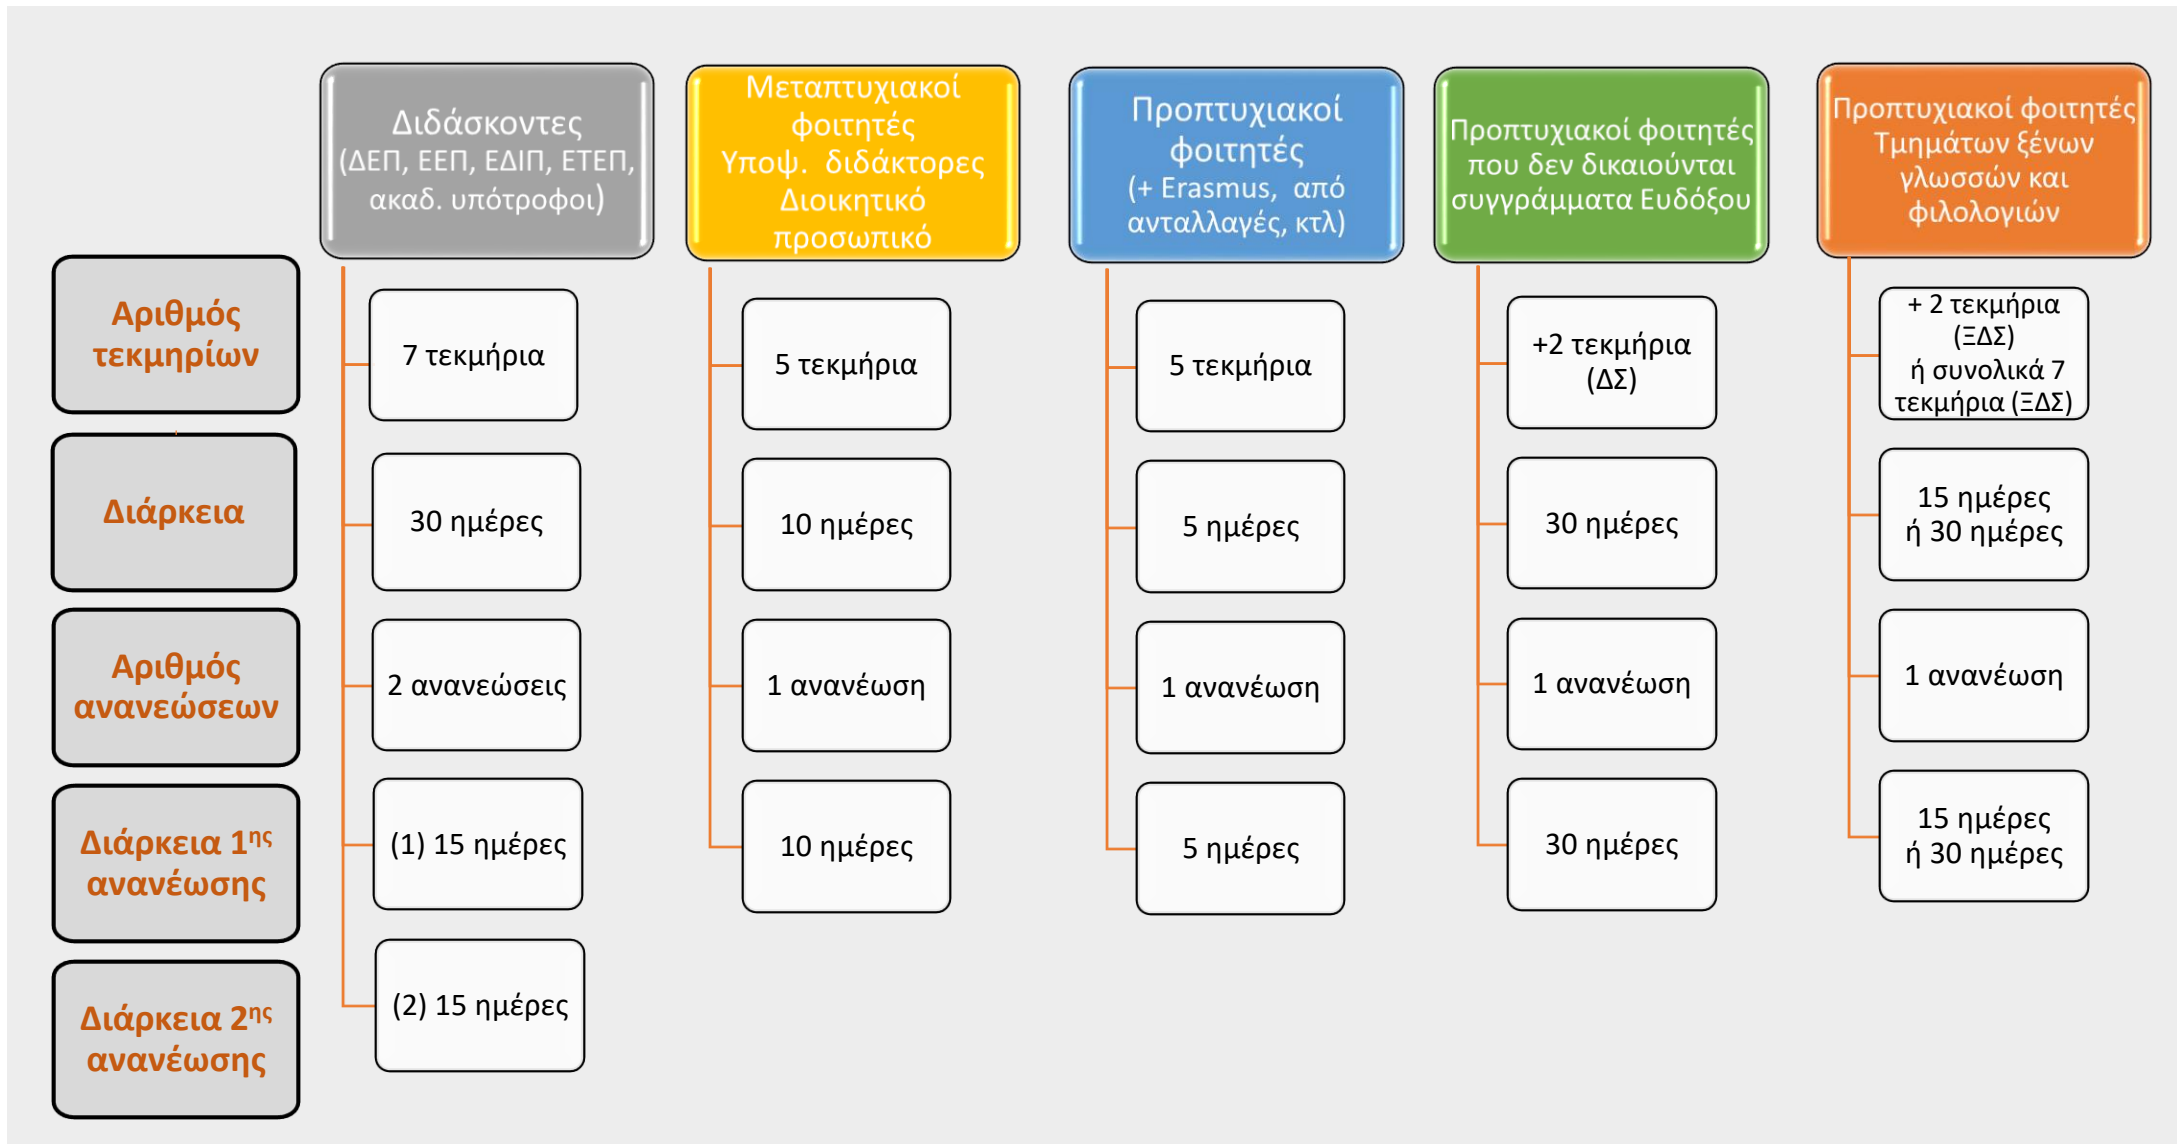 Διδάσκοντες
(ΔΕΠ, ΕΕΠ, ΕΔΙΠ, ΕΤΕΠ,
ακαδ. υπότροφοι)
Μεταπτυχιακοί
φοιτητές
Υποψ. διδάκτορες
Διοικητικό
προσωπικό
Προπτυχιακοί
φοιτητές
(+ Erasmus, από
ανταλλαγές, κτλ)
Προπτυχιακοί φοιτητές
που δεν δικαιούνται
συγγράμματα Ευδόξου
Προπτυχιακοί φοιτητές
Τμημάτων ξένων
γλωσσών και
φιλολογιών
Αριθμός
τεκμηρίων
7 τεκμήρια
5 τεκμήρια
5 τεκμήρια
+2 τεκμήρια
(ΔΣ)
+ 2 τεκμήρια
(ΞΔΣ)
ή συνολικά 7
τεκμήρια (ΞΔΣ)
Διάρκεια
30 ημέρες
10 ημέρες
5 ημέρες
30 ημέρες
15 ημέρες
ή 30 ημέρες
Αριθμός
ανανεώσεων
2 ανανεώσεις
1 ανανέωση
1 ανανέωση
1 ανανέωση
1 ανανέωση
Διάρκεια 1ης
ανανέωσης
(1) 15 ημέρες
10 ημέρες
5 ημέρες
30 ημέρες
15 ημέρες
ή 30 ημέρες
Διάρκεια 2ης
ανανέωσης
(2) 15 ημέρες